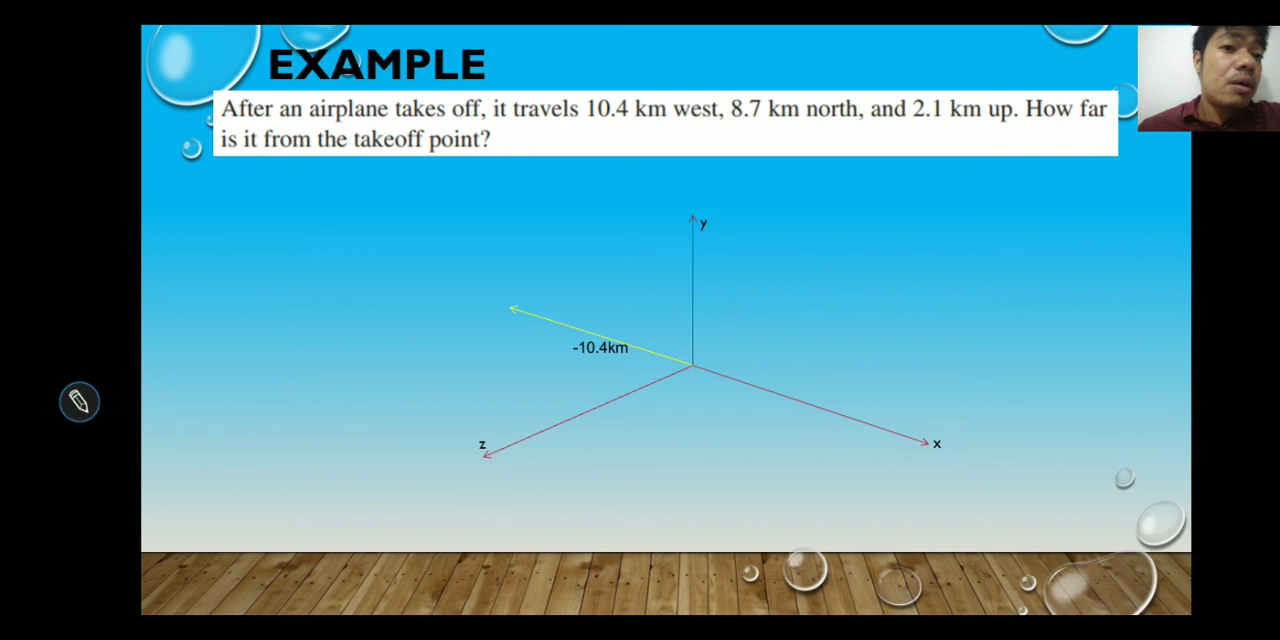 EXAMPLE
After an airplane takes off, it travels 10.4 km west, 8.7 km north, and 2.1 km up. How far
is it from the takeoff point?
y
-10.4km
z
x